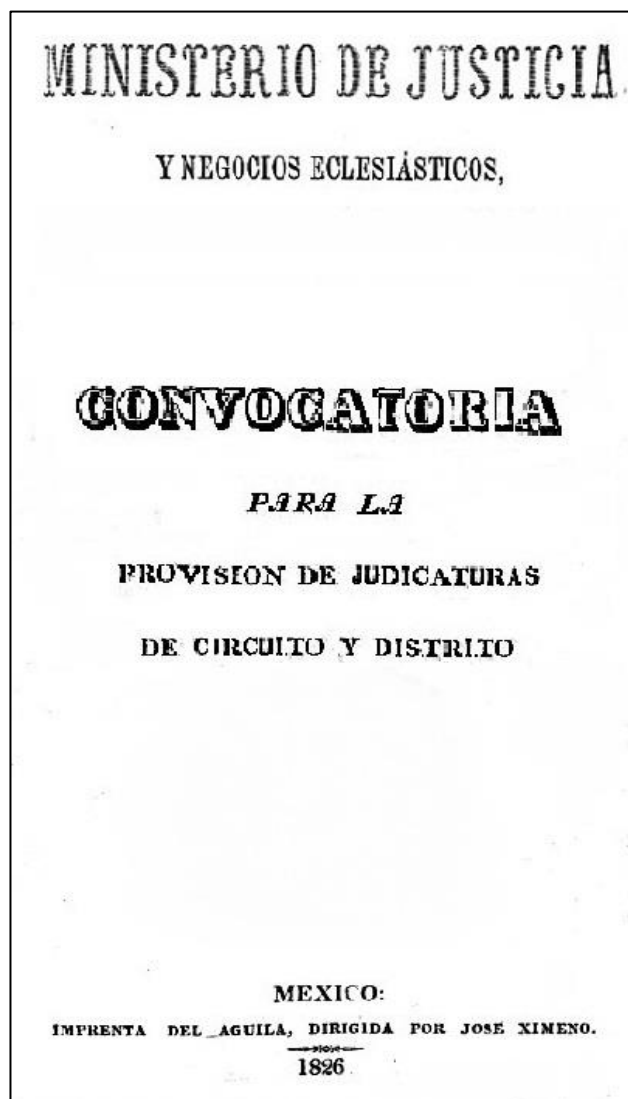 MINISTERIO DE JUSTICIA
Y NEGOCIOS ECLESIÁSTICOS,
CONVOCATORIA
PARA LA
PROVISION DE JUDICATURAS
DE CIRCUITO Y DISTRITO
MEXICO:
IMPRENTA DEL AGUILA, DIRIGIDA POR JOSÉ XIMENO.
1826